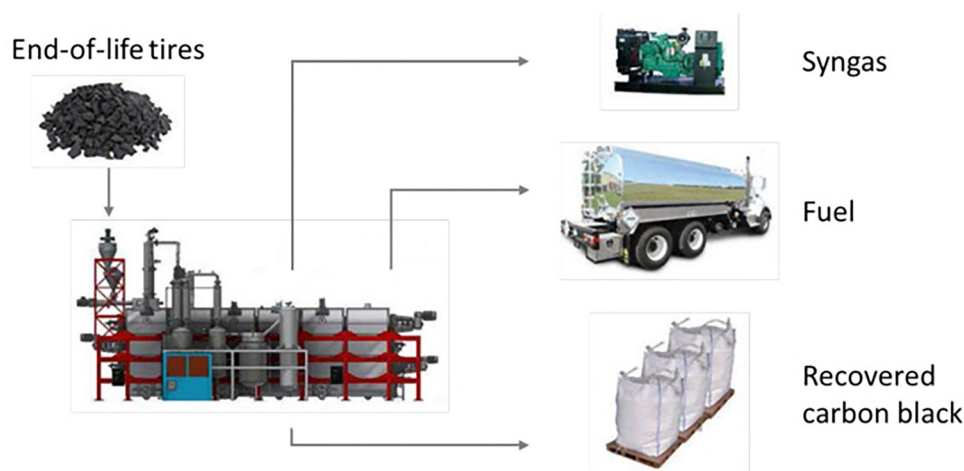 End-of-life tires
Syngas
Fuel
Recovered
carbon black